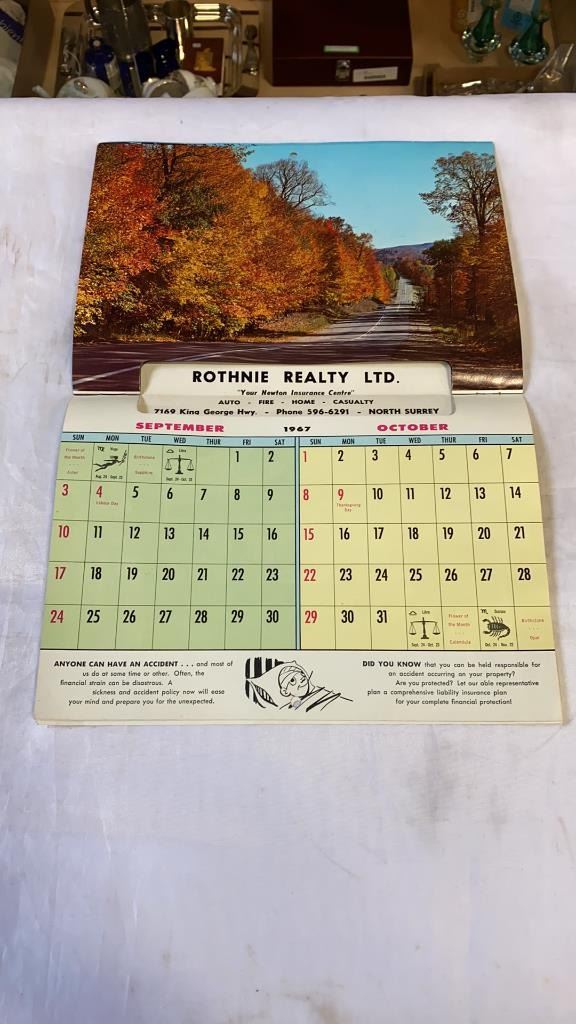 ROTHNIE REALTY LTD.
"Your Newton Insurance Centre"
AUTO - FIRE - HOME - CASUALTY
7169 King George Hwy. - Phone 596-6291 - NORTH SURREY
SEPTEMBER 1967 OCTOBER
SUN MON TUE WED THUR FRI SAT
Flower of the Month Aster
Virgo Aug. 24 - Sept. 23
Birthstone Sapphire
Libra Sept. 24 - Oct. 23
1 2
3 4 5 6 7 8 9
Labour Day
10 11 12 13 14 15 16
17 18 19 20 21 22 23
24 25 26 27 28 29 30
SUN MON TUE WED THUR FRI SAT
1 2 3 4 5 6 7
8 9 10 11 12 13 14
Thanksgiving Day
15 16 17 18 19 20 21
22 23 24 25 26 27 28
29 30 31
Libra Sept. 24 - Oct. 23
Flower of the Month Calendula
Scorpio Oct. 24 - Nov. 22
Birthstone Opal
ANYONE CAN HAVE AN ACCIDENT . . . and most of
us do at some time or other. Often, the
financial strain can be disastrous. A
sickness and accident policy now will ease
your mind and prepare you for the unexpected.
DID YOU KNOW that you can be held responsible for
an accident occurring on your property?
Are you protected? Let our able representative
plan a comprehensive liability insurance plan
for your complete financial protection!